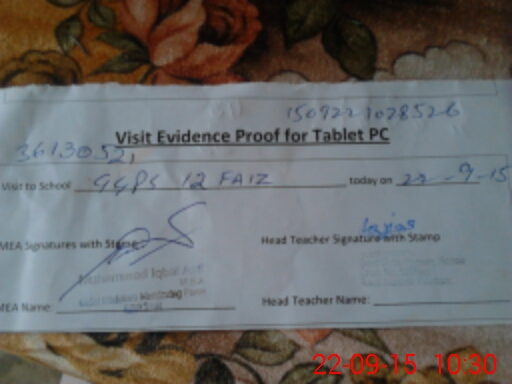 150922 1028526
Visit Evidence Proof for Tablet PC
36130521
Visit to School GGPS 12 FAIZ today on 22-9-15
MEA Signatures with Stamp
Head Teacher Signature with Stamp
Muhammad Iqbal
MEA Name:
Head Teacher Name:
22-09-15 10:30